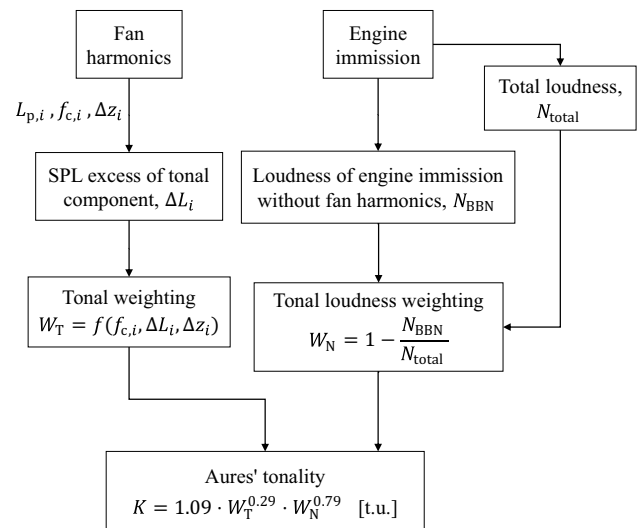 Fan
harmonics
Engine
immission
Total loudness,
N_total
L_p,i , f_c,i , Δz_i
SPL excess of tonal
component, ΔL_i
Loudness of engine immission
without fan harmonics, N_BBN
Tonal weighting
W_T = f(f_c,i, ΔL_i, Δz_i)
Tonal loudness weighting
W_N = 1 − N_BBN / N_total
Aures' tonality
K = 1.09 · W_T^0.29 · W_N^0.79 [t.u.]